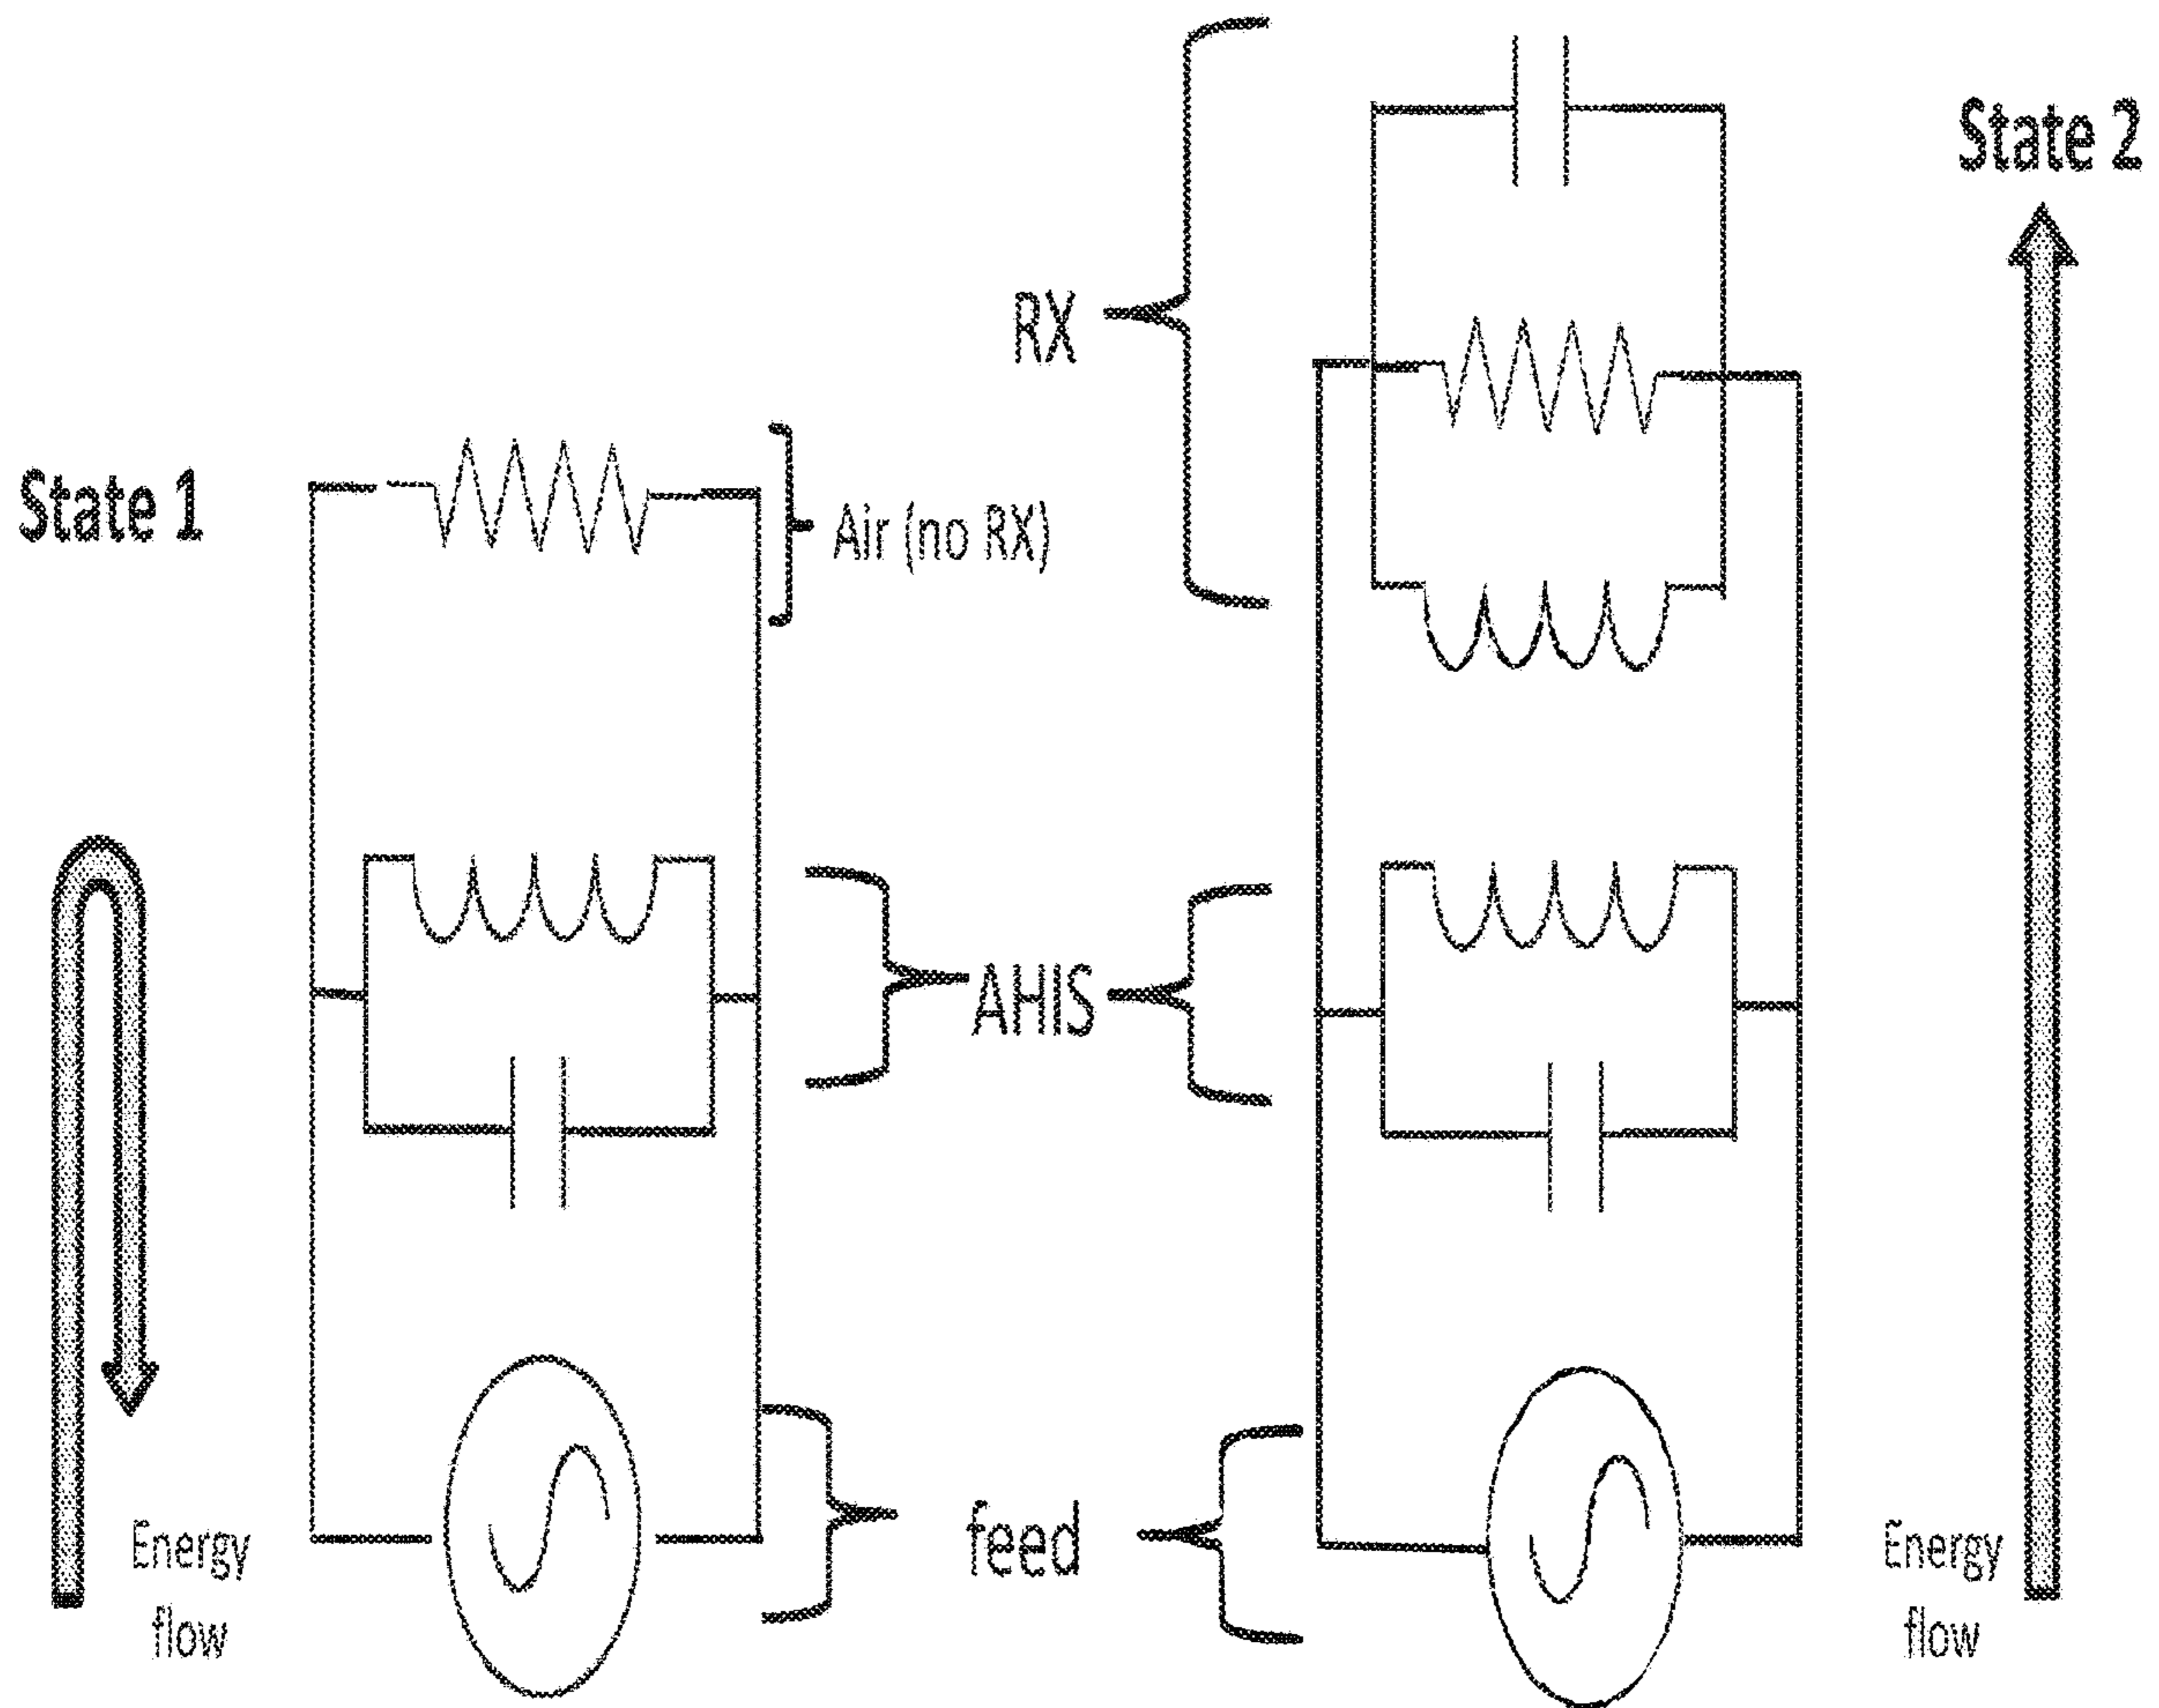 State 2
RX
State 1
Air (no RX)
AHIS
feed
Energy
flow
Energy
flow